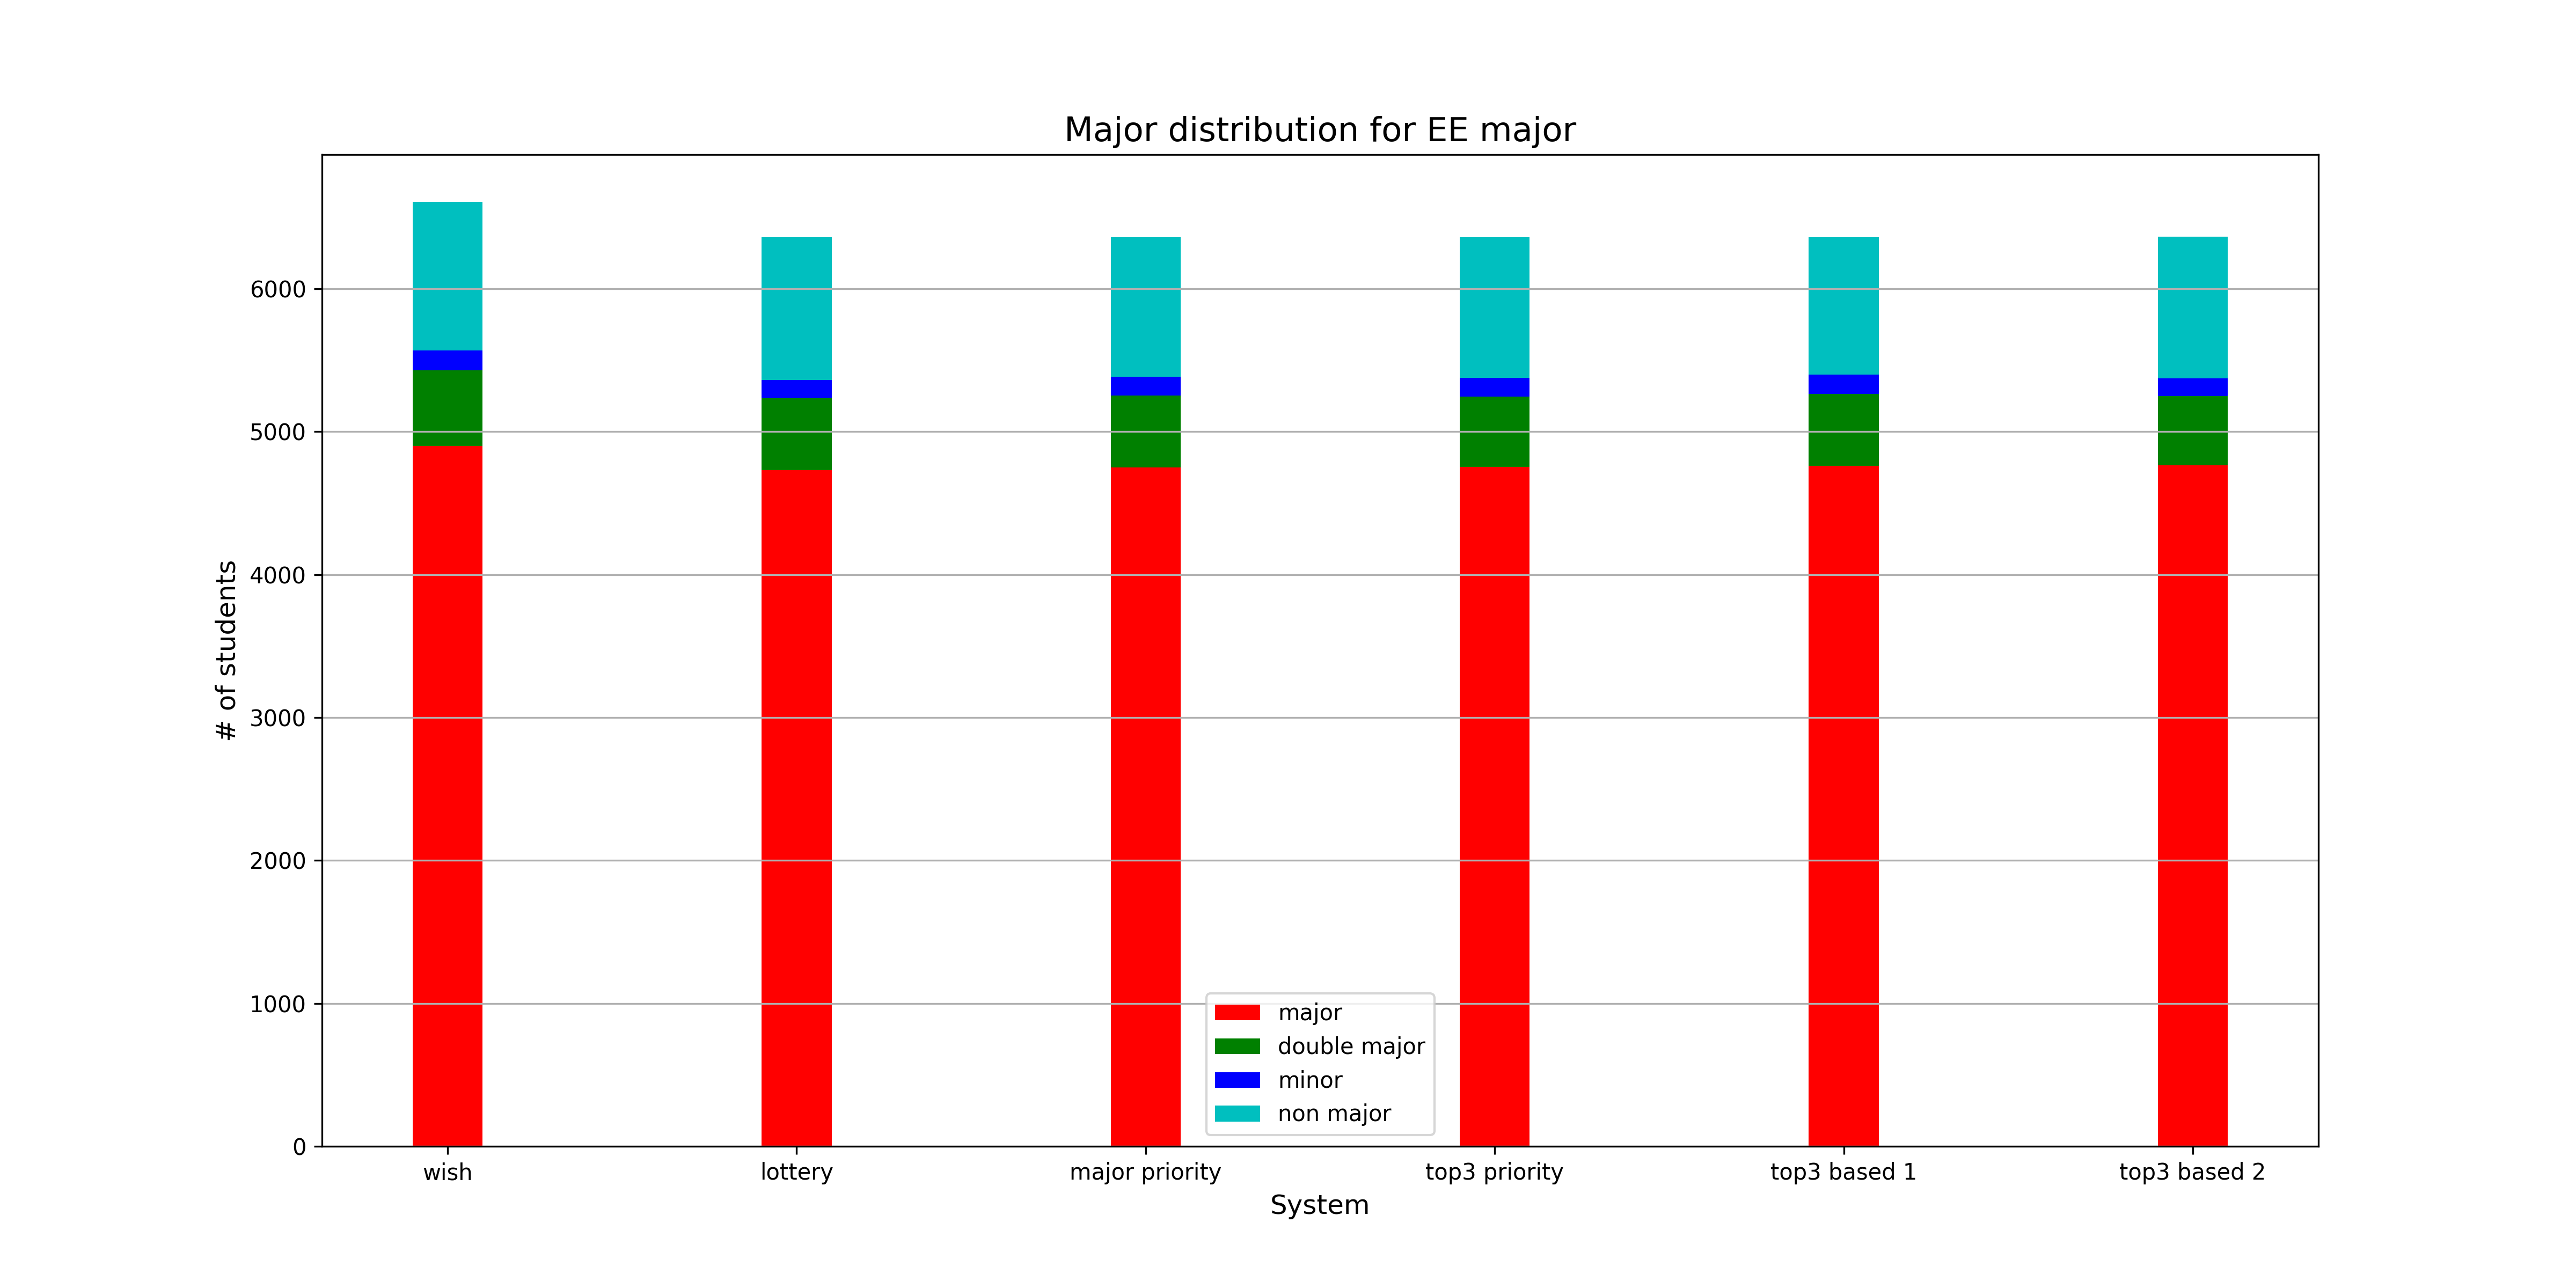 Major distribution for EE major
# of students
6000
5000
4000
3000
2000
1000
0
major
double major
minor
non major
wish
lottery
major priority
top3 priority
top3 based 1
top3 based 2
System